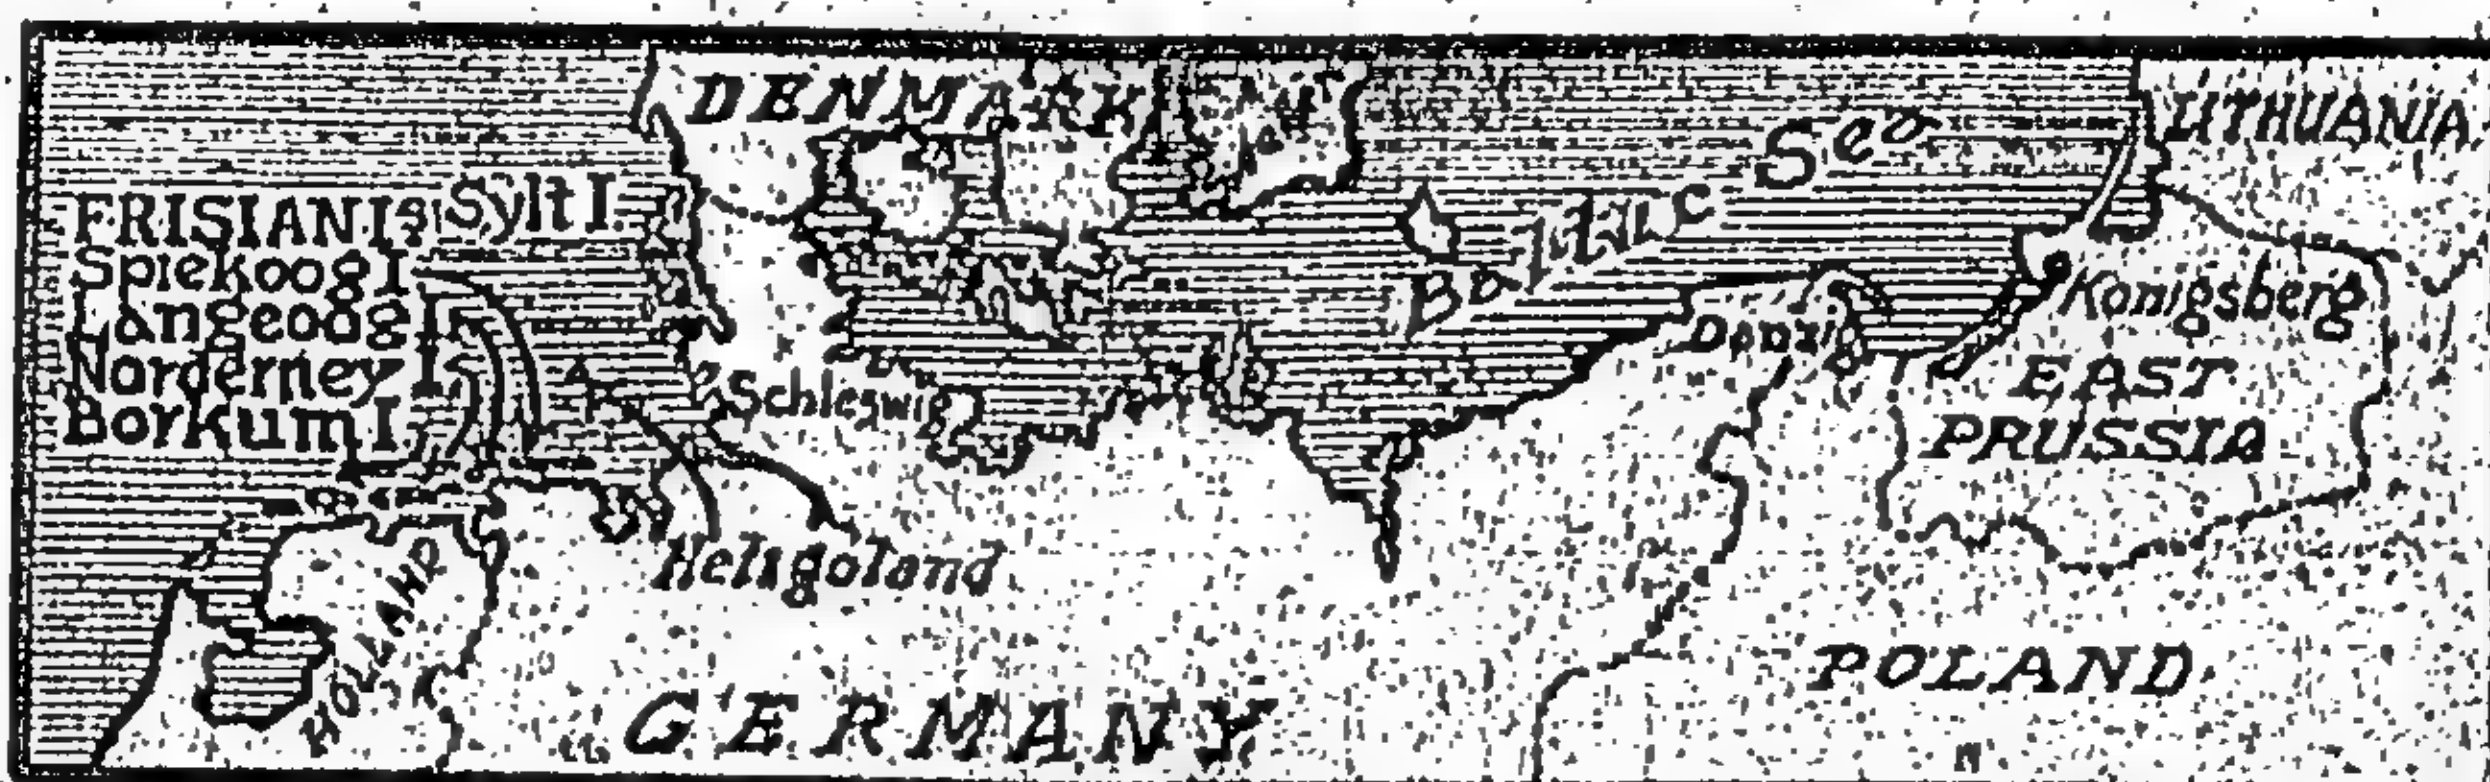 DENMARK
LITHUANIA
Baltic Sea
FRISIAN Is
Sylt I
Spiekoog I
Langeoog I
Norderney I
Borkum I
Konigsberg
Danzig
EAST
PRUSSIA
Schleswig
Heligoland
HOLLAND
POLAND
GERMANY